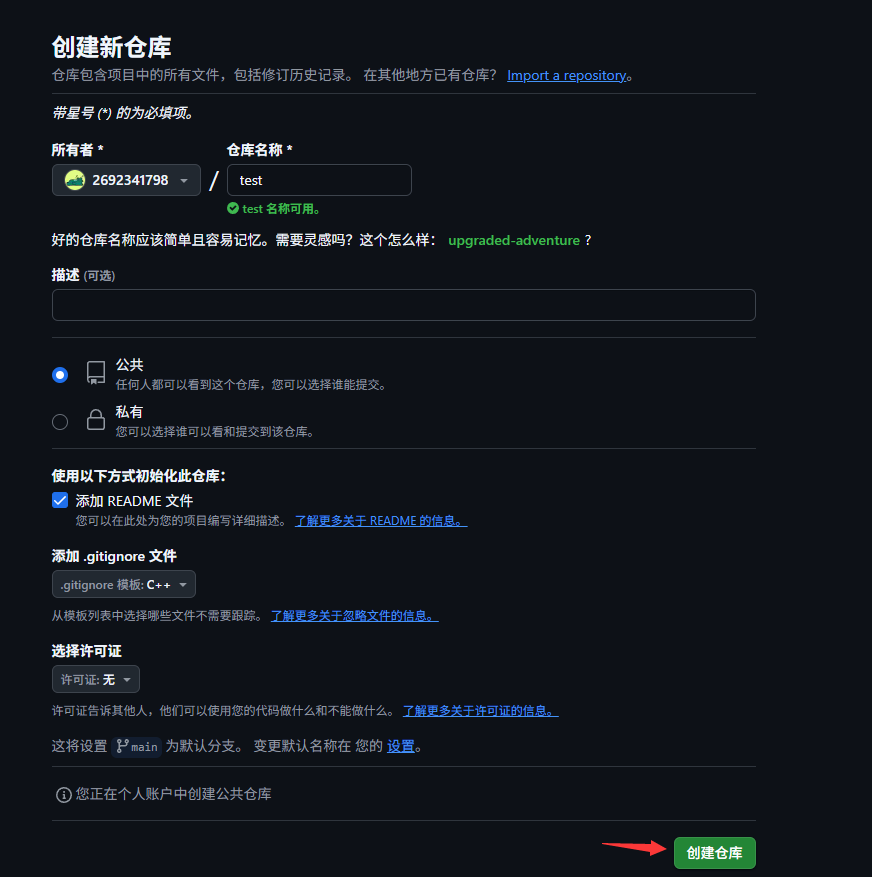 创建新仓库
仓库包含项目中的所有文件，包括修订历史记录。 在其他地方已有仓库？ Import a repository。
带星号 (*) 的为必填项。
所有者 * 仓库名称 *
2692341798 / test
test 名称可用。
好的仓库名称应该简单且容易记忆。需要灵感吗？这个怎么样： upgraded-adventure ？
描述 (可选)
公共
任何人都可以看到这个仓库，您可以选择谁能提交。
私有
您可以选择谁可以看和提交到该仓库。
使用以下方式初始化此仓库：
添加 README 文件
您可以在此处为您的项目编写详细描述。 了解更多关于 README 的信息。
添加 .gitignore 文件
.gitignore 模板: C++
从模板列表中选择哪些文件不需要跟踪。 了解更多关于忽略文件的信息。
选择许可证
许可证: 无
许可证告诉其他人，他们可以使用您的代码做什么和不能做什么。 了解更多关于许可证的信息。
这将设置 main 为默认分支。 变更默认名称在 您的 设置。
您正在个人账户中创建公共仓库
创建仓库